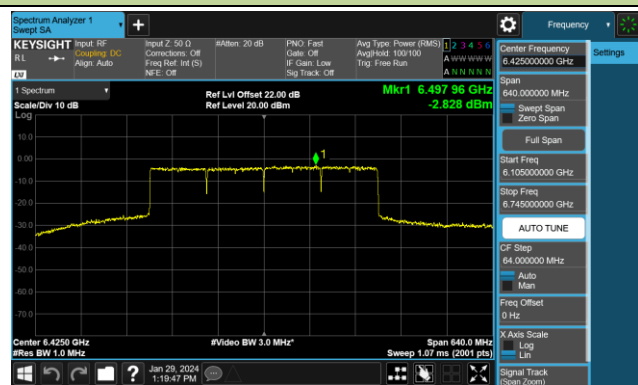 Spectrum Analyzer 1
Swept SA
Frequency
KEYSIGHT
R L
LXI
Input: RF
Coupling: DC
Align: Auto
Input Z: 50 Ω
Corrections: Off
Freq Ref: Int (S)
NFE: Off
#Atten: 20 dB
PNO: Fast
Gate: Off
IF Gain: Low
Sig Track: Off
Avg Type: Power (RMS)
Avg|Hold: 100/100
Trig: Free Run
1 2 3 4 5 6
A W W W W W
A N N N N N
1 Spectrum
Scale/Div 10 dB
Ref Lvl Offset 22.00 dB
Ref Level 20.00 dBm
Mkr1 6.497 96 GHz
-2.828 dBm
Log
10.0
0.00
-10.0
-20.0
-30.0
-40.0
-50.0
-60.0
-70.0
1
Center 6.4250 GHz
#Res BW 1.0 MHz
#Video BW 3.0 MHz*
Span 640.0 MHz
Sweep 1.07 ms (2001 pts)
Jan 29, 2024
1:19:47 PM
Center Frequency
6.425000000 GHz
Span
640.000000 MHz
Swept Span
Zero Span
Full Span
Start Freq
6.105000000 GHz
Stop Freq
6.745000000 GHz
AUTO TUNE
CF Step
64.000000 MHz
Auto
Man
Freq Offset
0 Hz
X Axis Scale
Log
Lin
Signal Track
(Span Zoom)
Settings